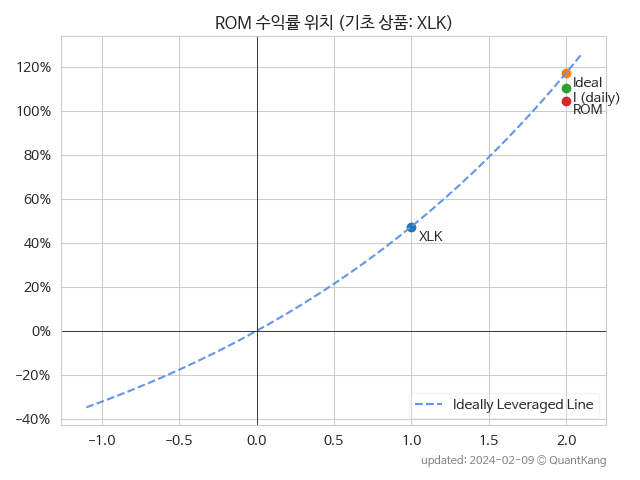 ROM 수익률 위치 (기초 상품: XLK)
120%
100%
80%
60%
40%
20%
0%
−20%
−40%
Ideal
I (daily)
ROM
XLK
Ideally Leveraged Line
−1.0 −0.5 0.0 0.5 1.0 1.5 2.0
updated: 2024-02-09 © QuantKang